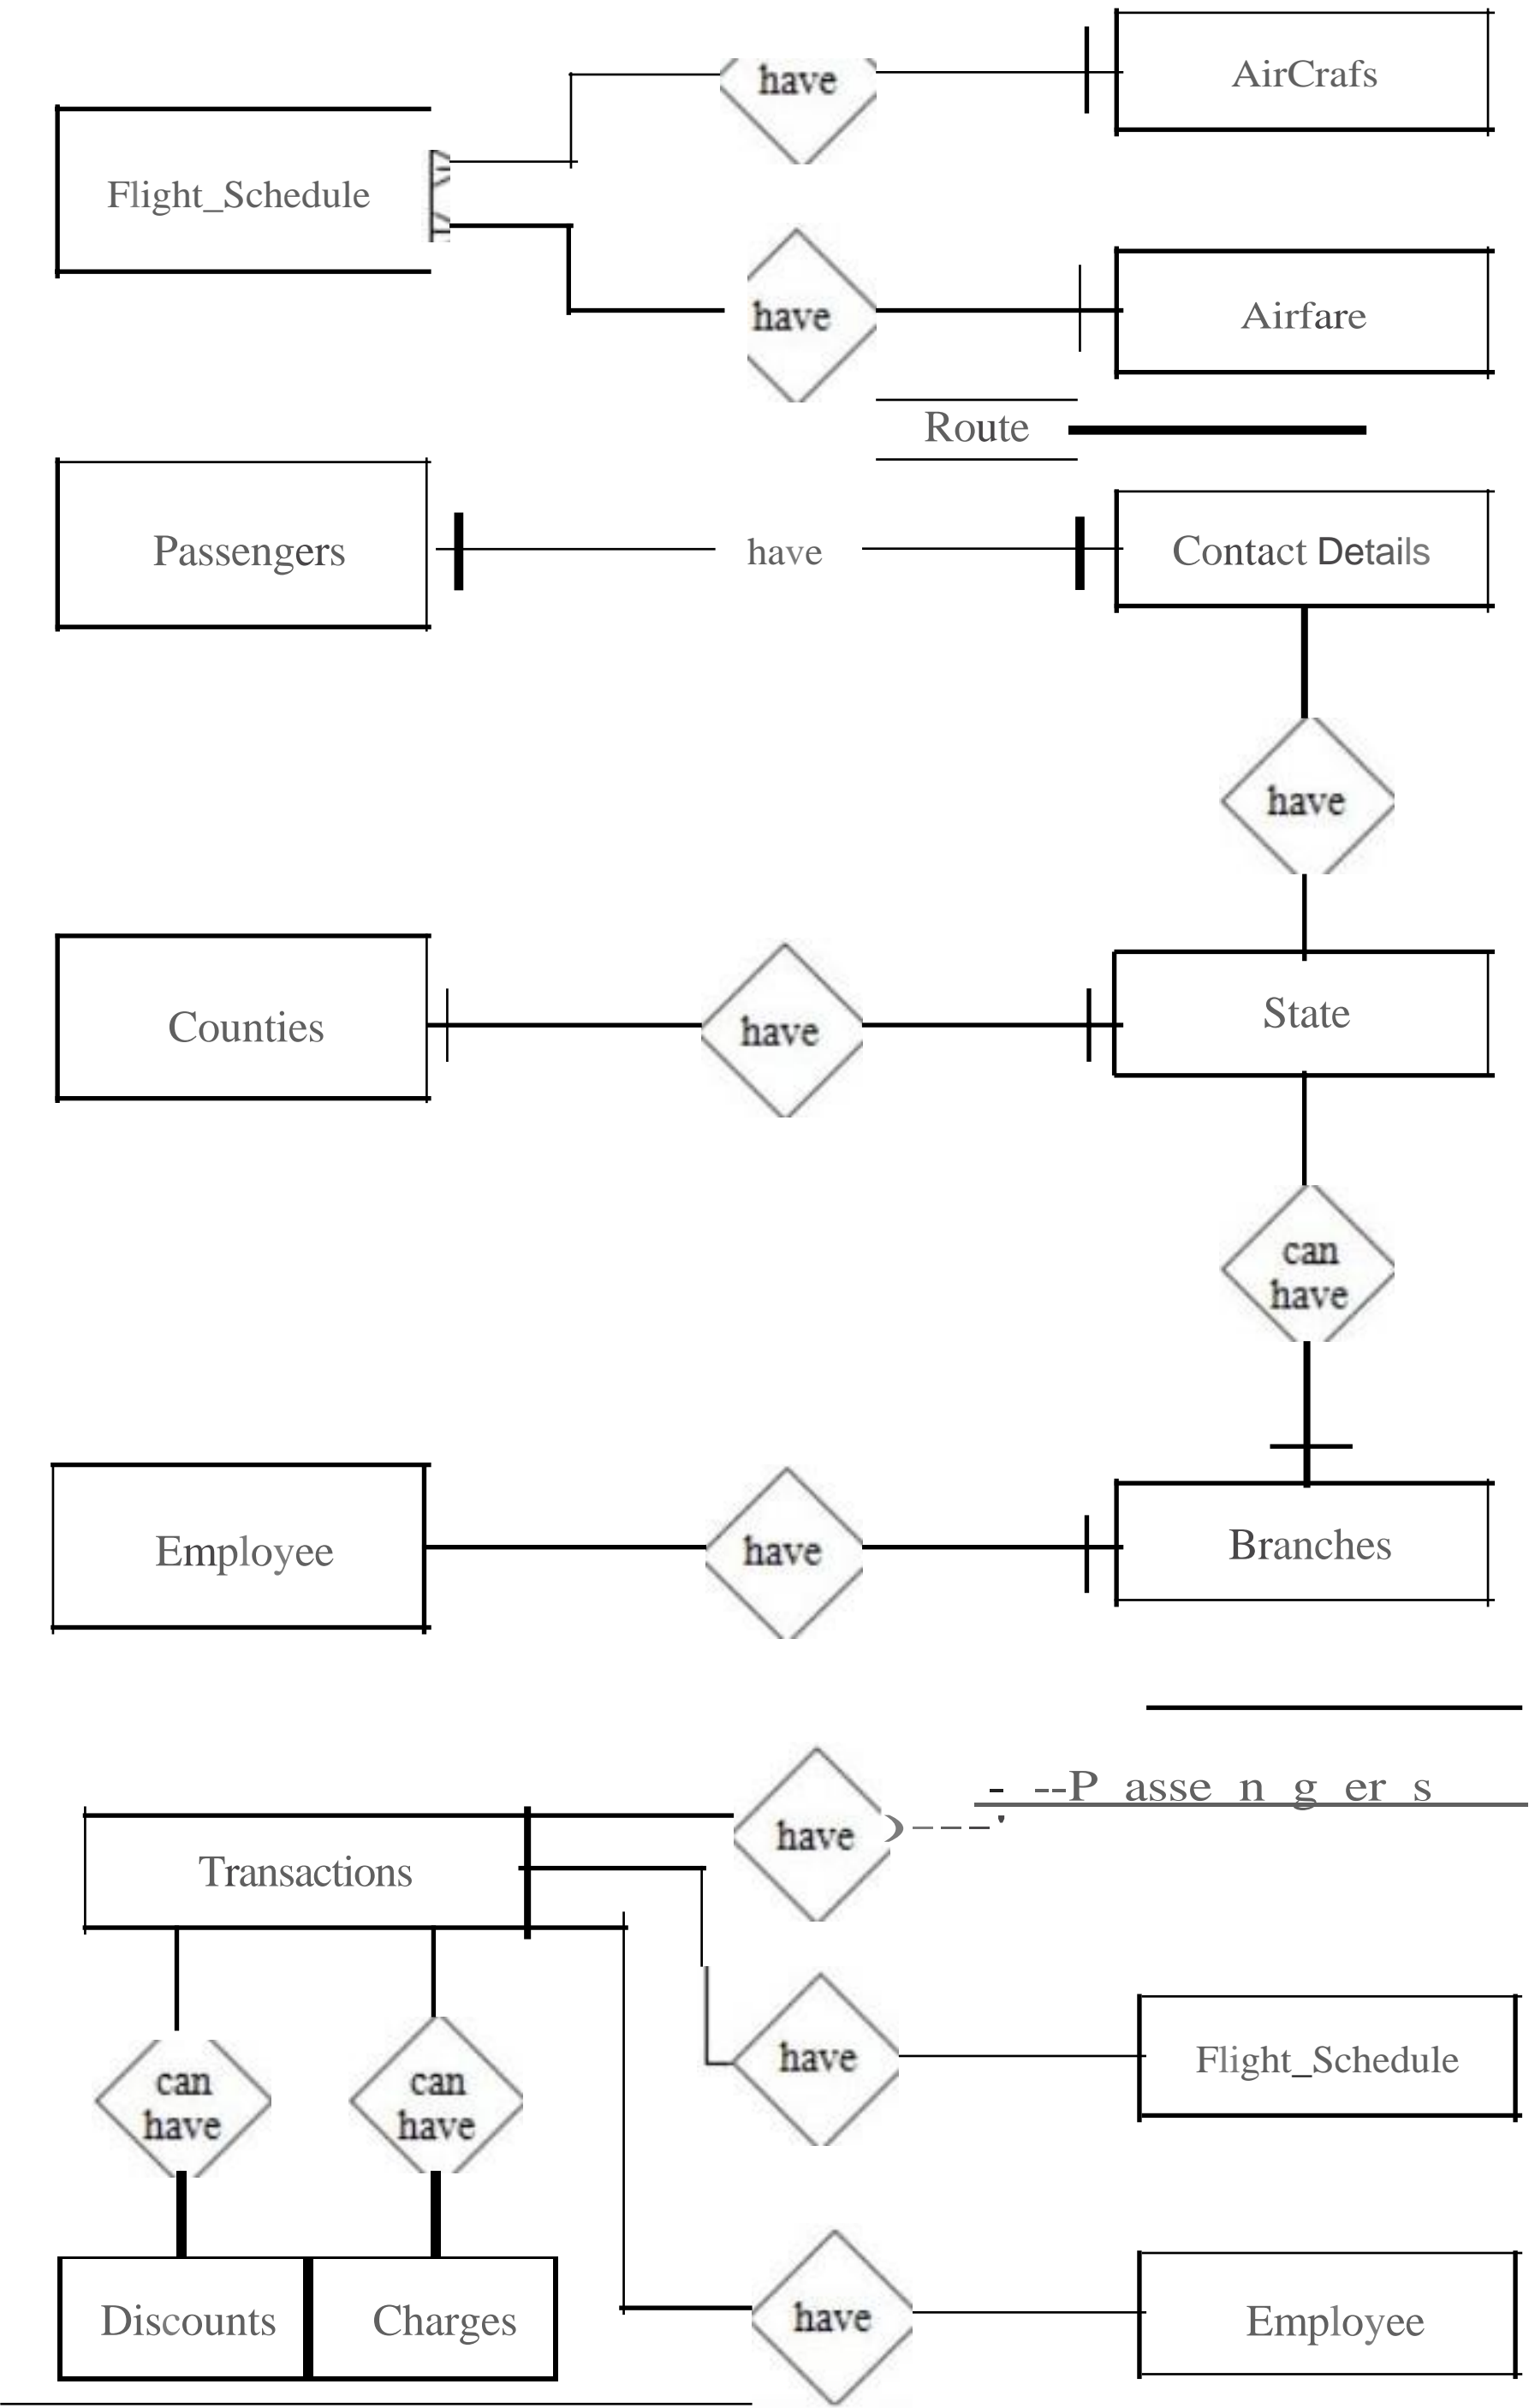 have
AirCrafs
Flight_Schedule
have
Airfare
Route
Passengers
have
Contact Details
have
Counties
have
State
can
have
Employee
have
Branches
- --P asse n g er s
have
Transactions
have
Flight_Schedule
can
have
can
have
Discounts
Charges
have
Employee